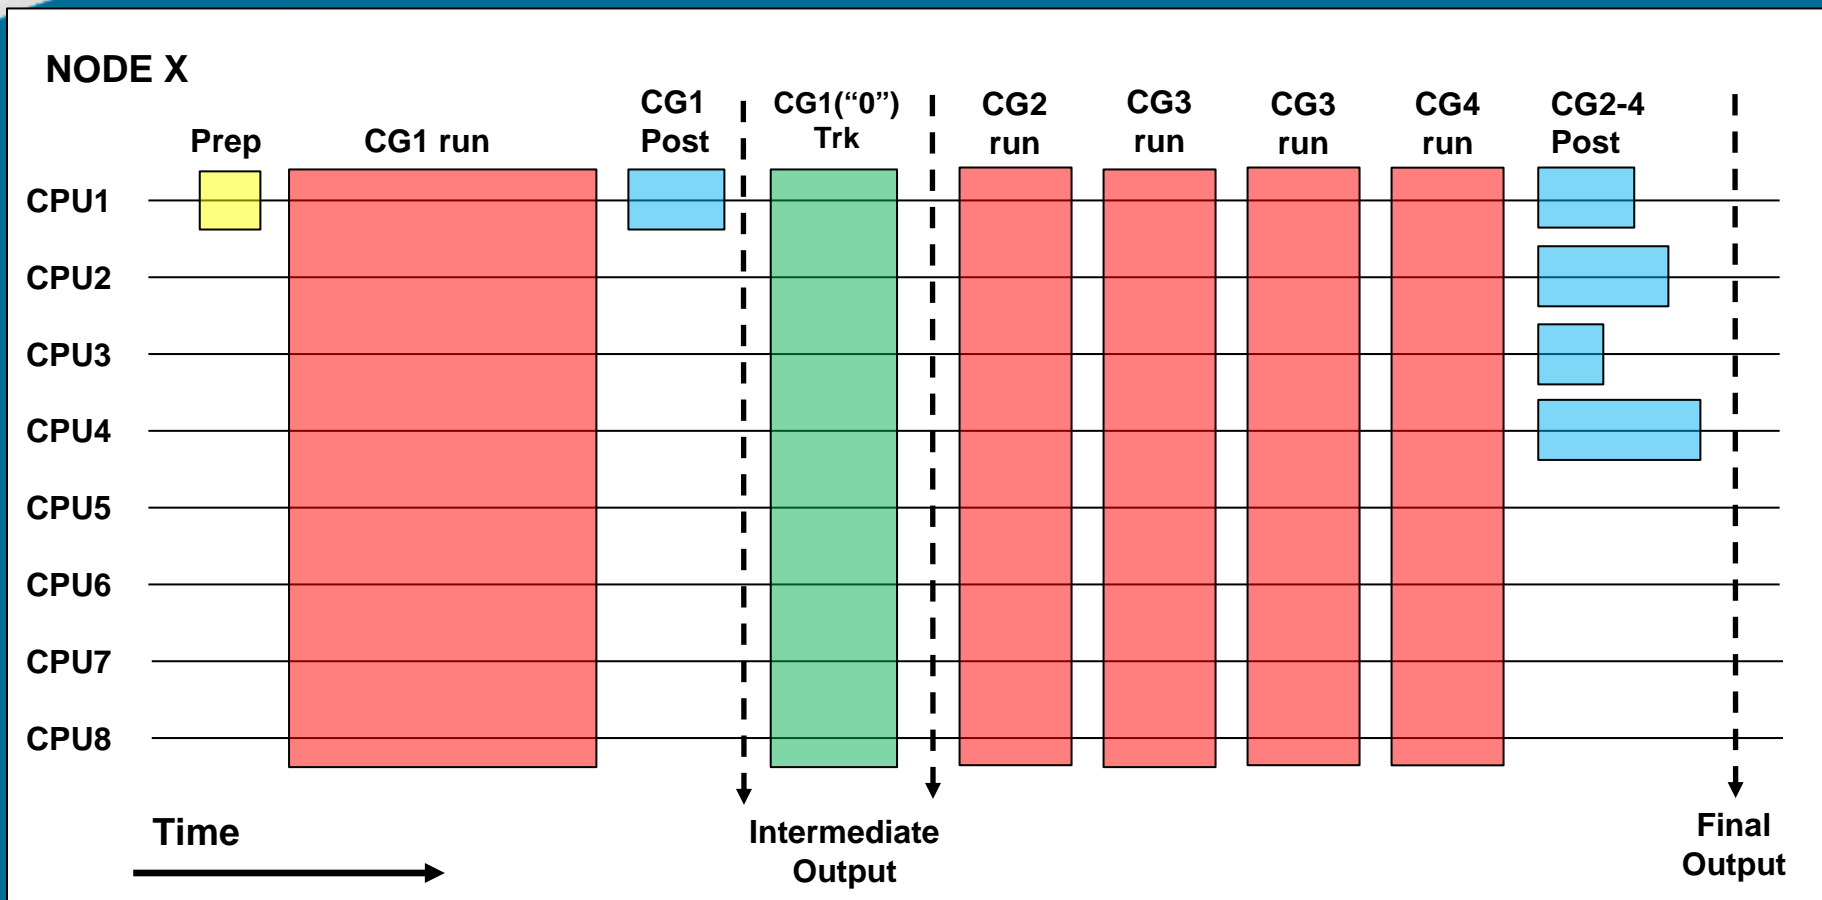 NODE X
Prep
CG1 run
CG1
Post
CG1(“0”)
Trk
CG2
run
CG3
run
CG3
run
CG4
run
CG2-4
Post
CPU1
CPU2
CPU3
CPU4
CPU5
CPU6
CPU7
CPU8
Time
Intermediate
Output
Final
Output